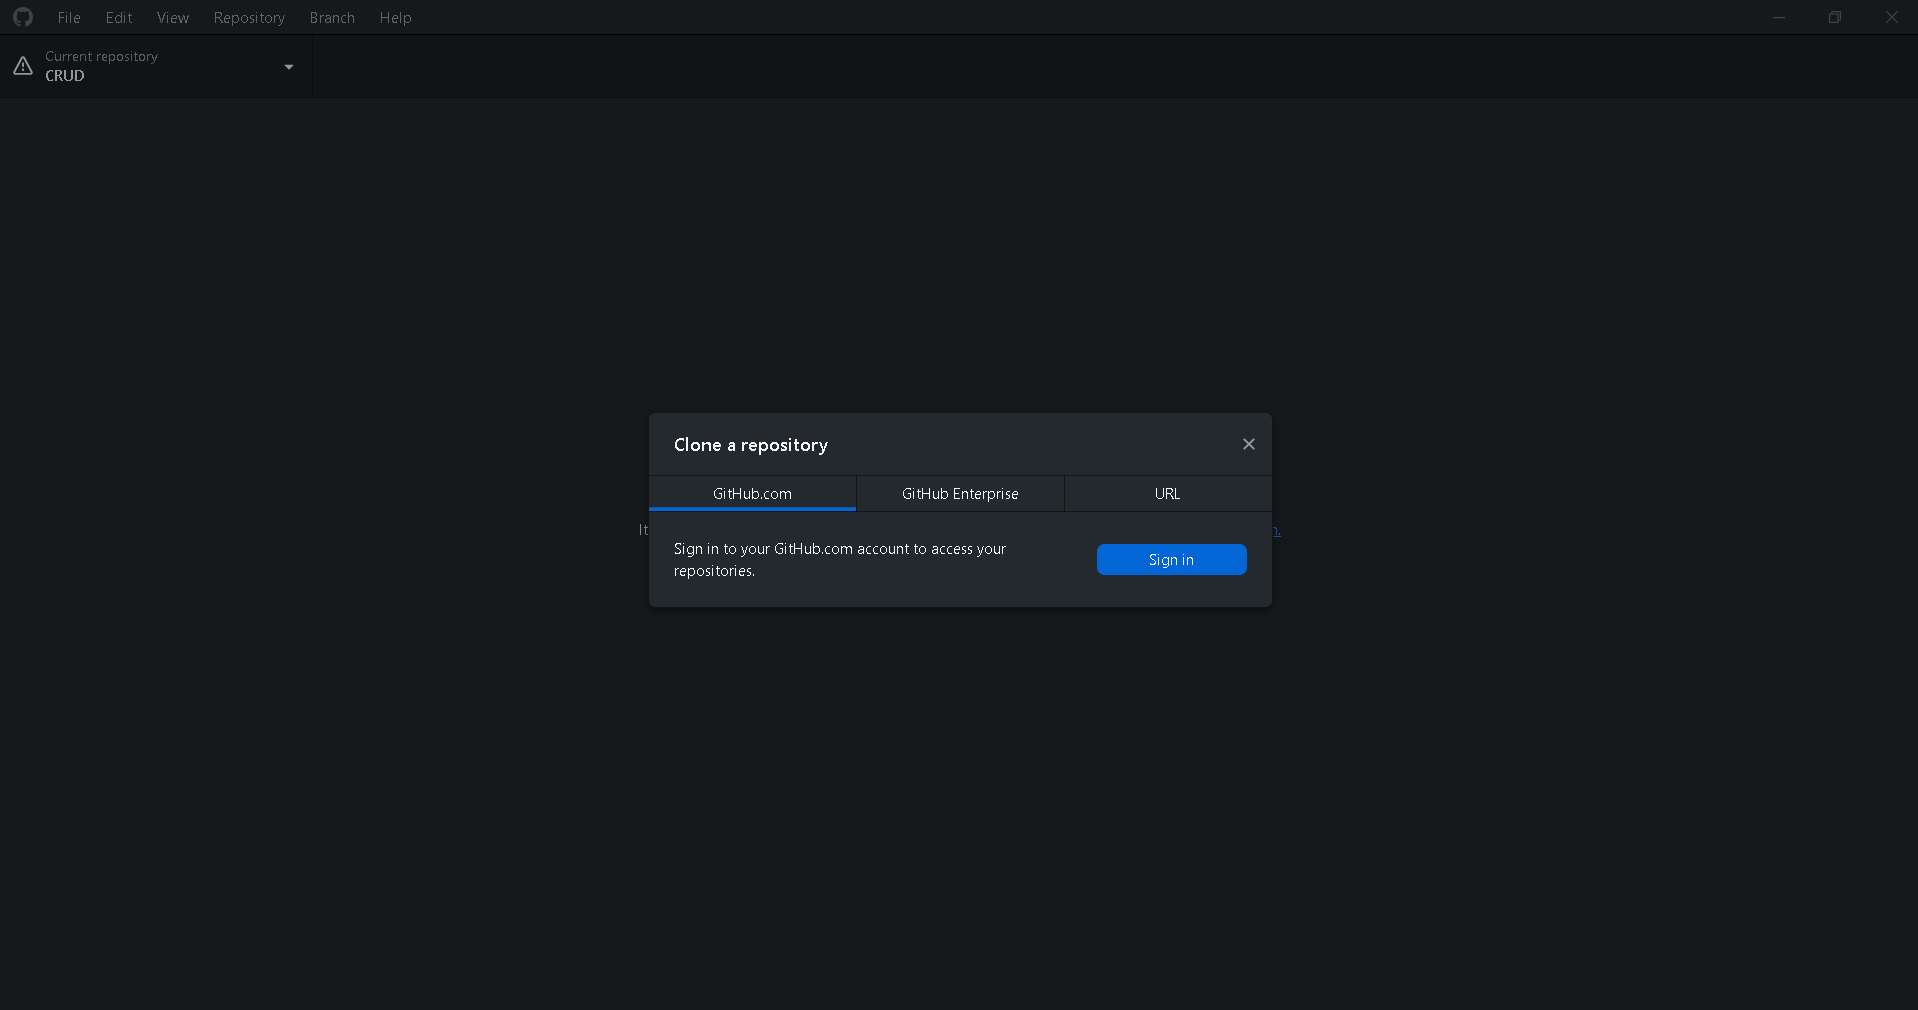 File Edit View Repository Branch Help
Current repository
CRUD
Clone a repository
GitHub.com GitHub Enterprise URL
It
Sign in to your GitHub.com account to access your
repositories.
Sign in